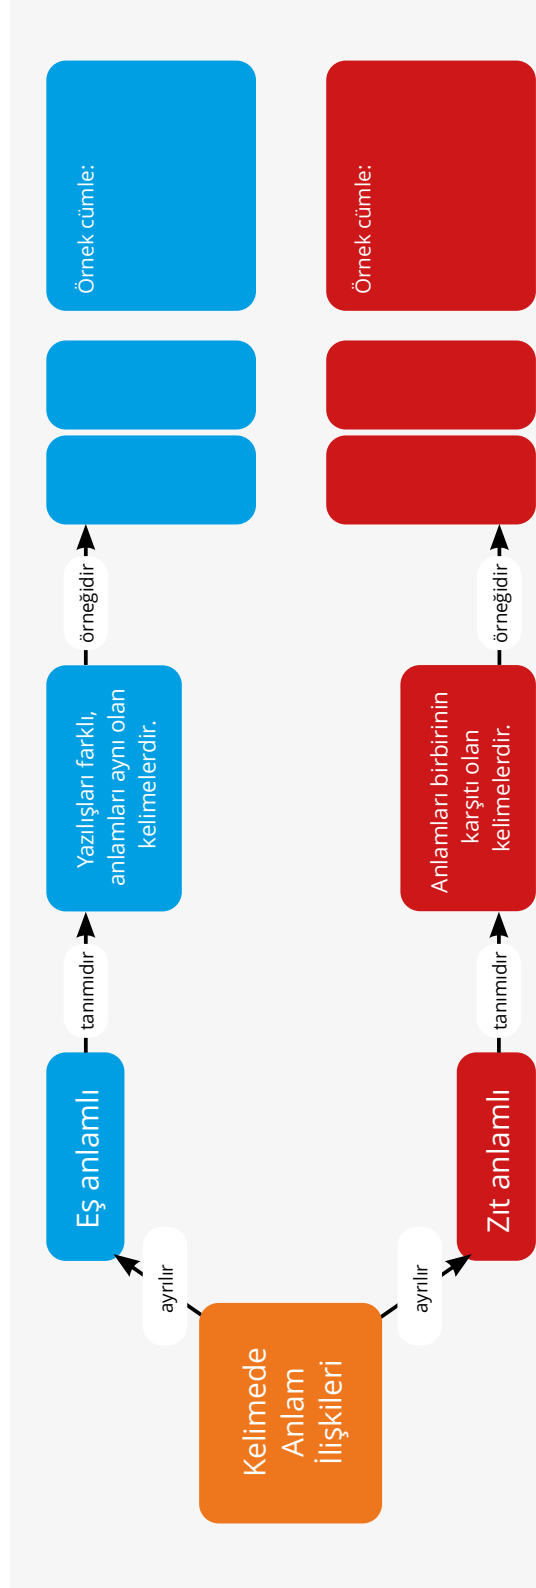 Kelimede
Anlam
İlişkileri
ayrılır
Eş anlamlı
tanımıdır
Yazılışları farklı,
anlamları aynı olan
kelimelerdir.
örneğidir
Örnek cümle:
ayrılır
Zıt anlamlı
tanımıdır
Anlamları birbirinin
karşıtı olan
kelimelerdir.
örneğidir
Örnek cümle: